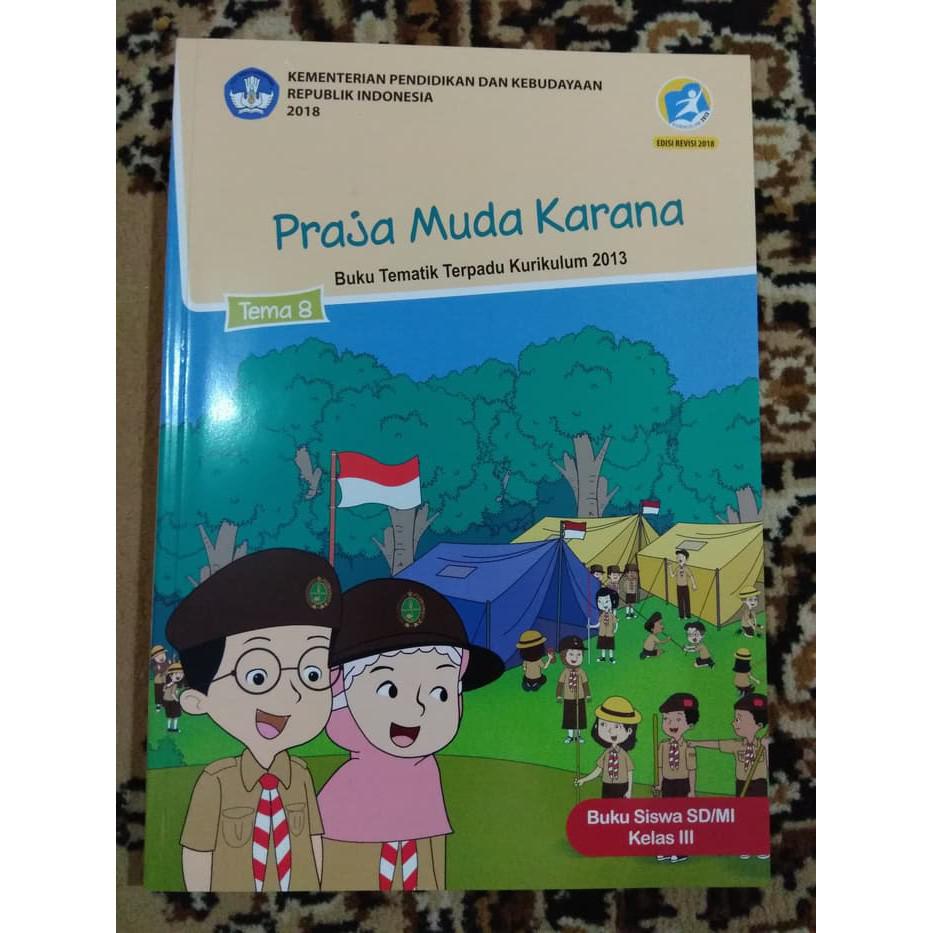 KEMENTERIAN PENDIDIKAN DAN KEBUDAYAAN
REPUBLIK INDONESIA
2018
EDISI REVISI 2018
Praja Muda Karana
Buku Tematik Terpadu Kurikulum 2013
Tema 8
Buku Siswa SD/MI
Kelas III